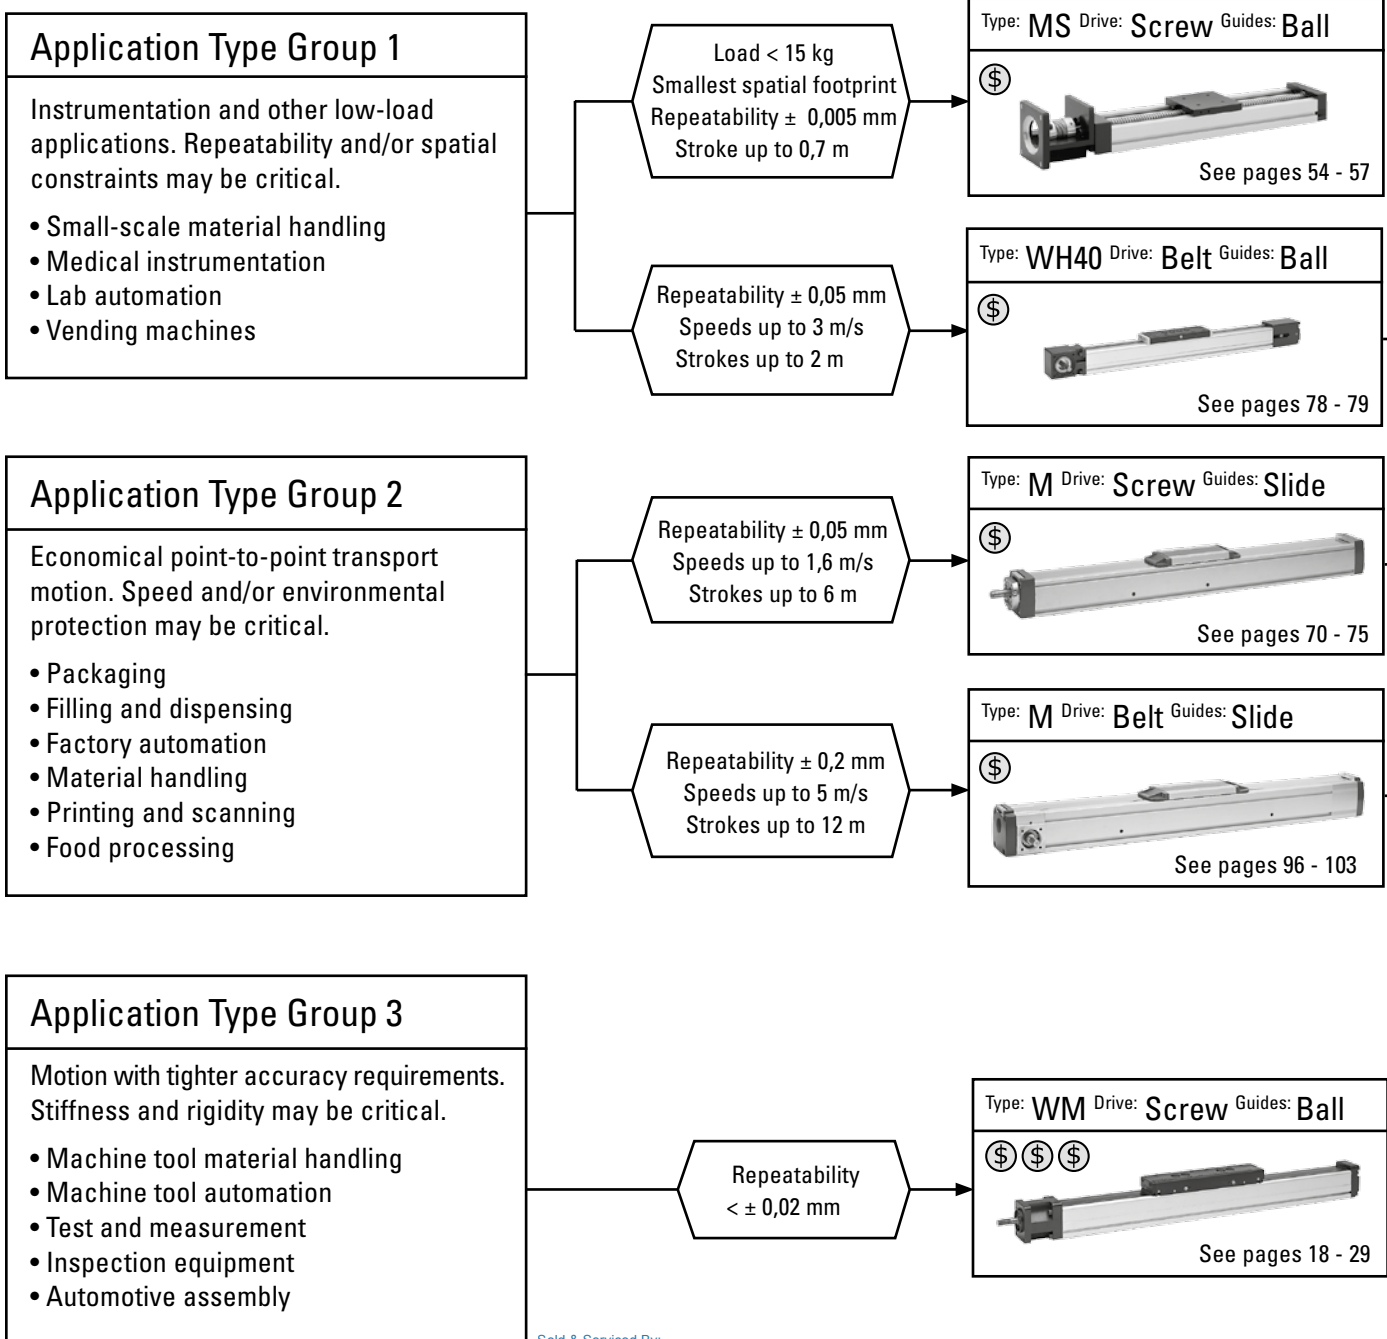 Application Type Group 1
Instrumentation and other low-load
applications. Repeatability and/or spatial
constraints may be critical.
• Small-scale material handling
• Medical instrumentation
• Lab automation
• Vending machines
Load < 15 kg
Smallest spatial footprint
Repeatability ± 0,005 mm
Stroke up to 0,7 m
Type: MS Drive: Screw Guides: Ball
$
See pages 54 - 57
Repeatability ± 0,05 mm
Speeds up to 3 m/s
Strokes up to 2 m
Type: WH40 Drive: Belt Guides: Ball
$
See pages 78 - 79
Application Type Group 2
Economical point-to-point transport
motion. Speed and/or environmental
protection may be critical.
• Packaging
• Filling and dispensing
• Factory automation
• Material handling
• Printing and scanning
• Food processing
Repeatability ± 0,05 mm
Speeds up to 1,6 m/s
Strokes up to 6 m
Type: M Drive: Screw Guides: Slide
$
See pages 70 - 75
Repeatability ± 0,2 mm
Speeds up to 5 m/s
Strokes up to 12 m
Type: M Drive: Belt Guides: Slide
$
See pages 96 - 103
Application Type Group 3
Motion with tighter accuracy requirements.
Stiffness and rigidity may be critical.
• Machine tool material handling
• Machine tool automation
• Test and measurement
• Inspection equipment
• Automotive assembly
Repeatability
< ± 0,02 mm
Type: WM Drive: Screw Guides: Ball
$ $ $
See pages 18 - 29
Sold & Serviced By: